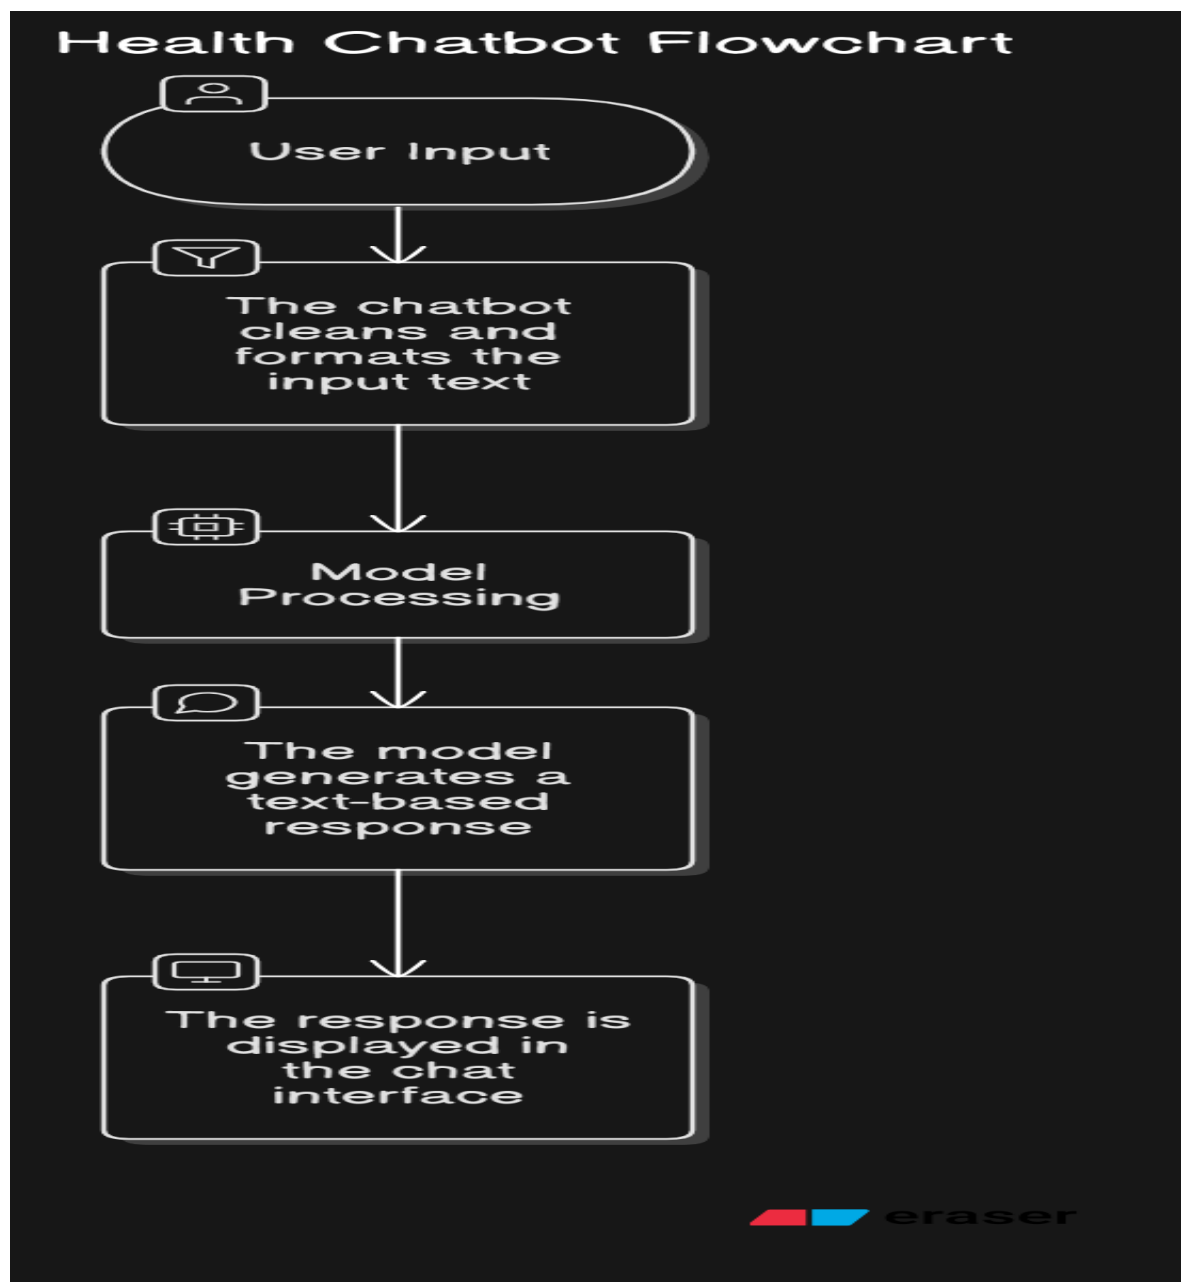 Health Chatbot Flowchart
User Input
The chatbot
cleans and
formats the
input text
Model
Processing
The model
generates a
text-based
response
The response is
displayed in
the chat
interface
eraser